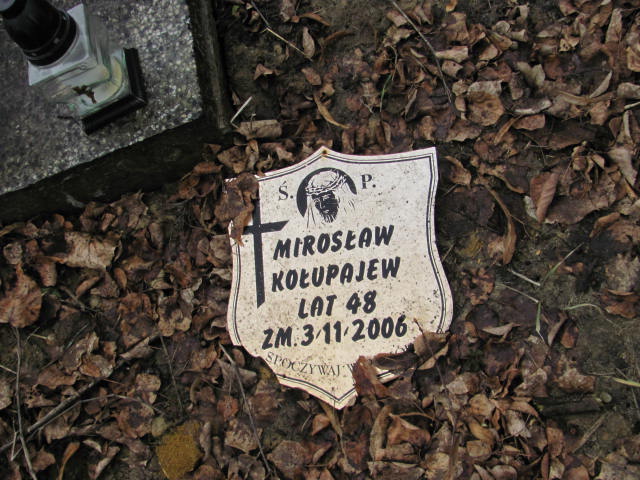 Ś. P.
MIROSŁAW
KOŁUPAJEW
LAT 48
ZM. 3/11/2006
SPOCZYWAJ